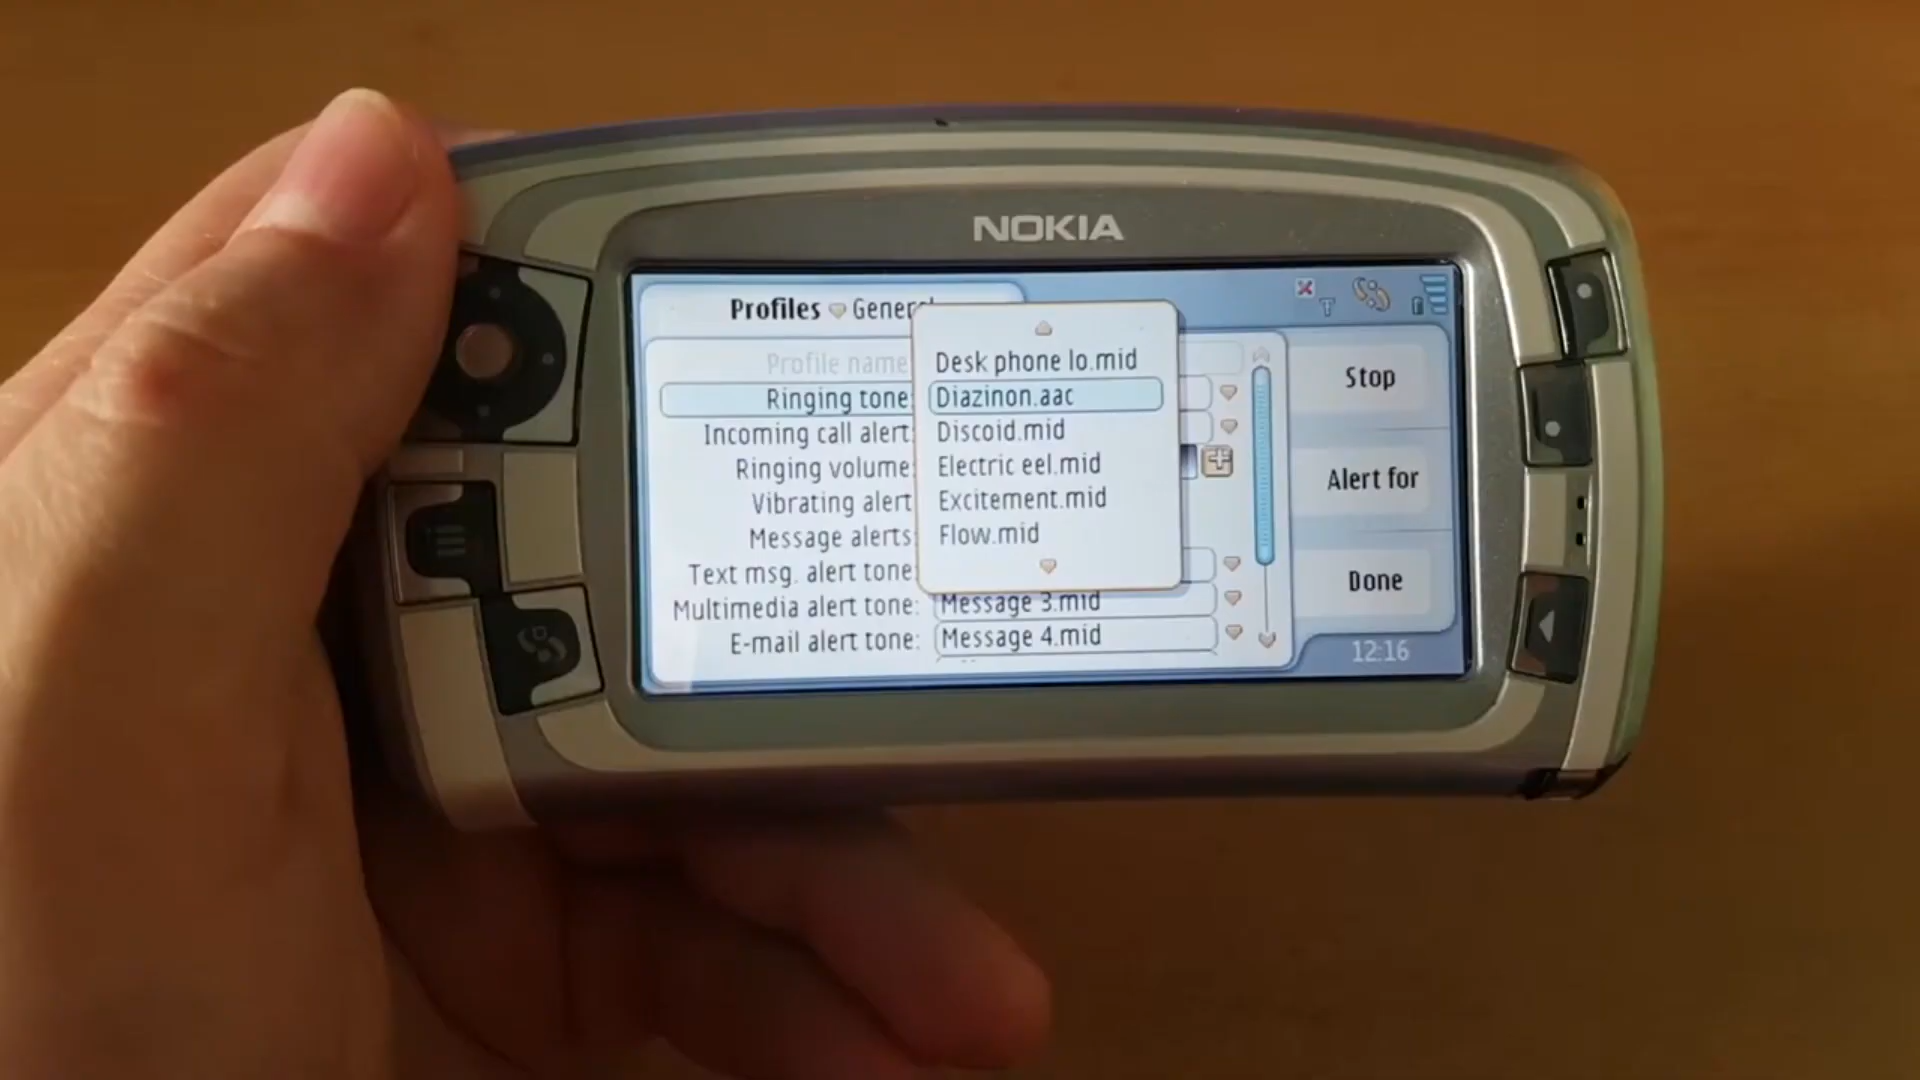 NOKIA
Profiles Gener
Profile name
Ringing tone:
Incoming call alert:
Ringing volume:
Vibrating alert
Message alerts:
Text msg. alert tone:
Multimedia alert tone: Message 3.mid
E-mail alert tone: Message 4.mid
Desk phone lo.mid
Diazinon.aac
Discoid.mid
Electric eel.mid
Excitement.mid
Flow.mid
Stop
Alert for
Done
12:16